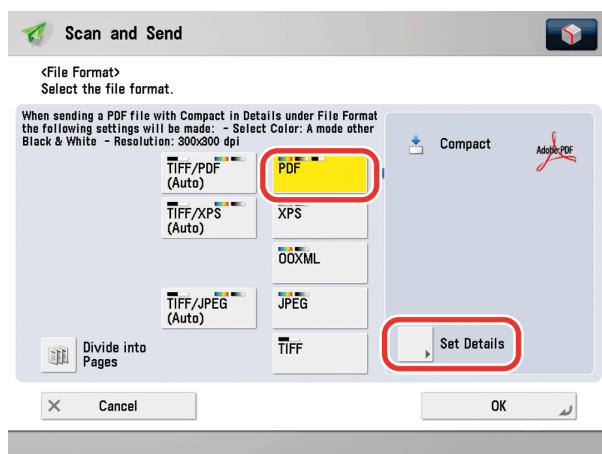 Scan and Send
<File Format>
Select the file format.
When sending a PDF file with Compact in Details under File Format
the following settings will be made: - Select Color: A mode other
Black & White - Resolution: 300x300 dpi
TIFF/PDF
(Auto)
PDF
TIFF/XPS
(Auto)
XPS
OOXML
TIFF/JPEG
(Auto)
JPEG
TIFF
Divide into
Pages
Compact
Adobe PDF
Set Details
Cancel
OK